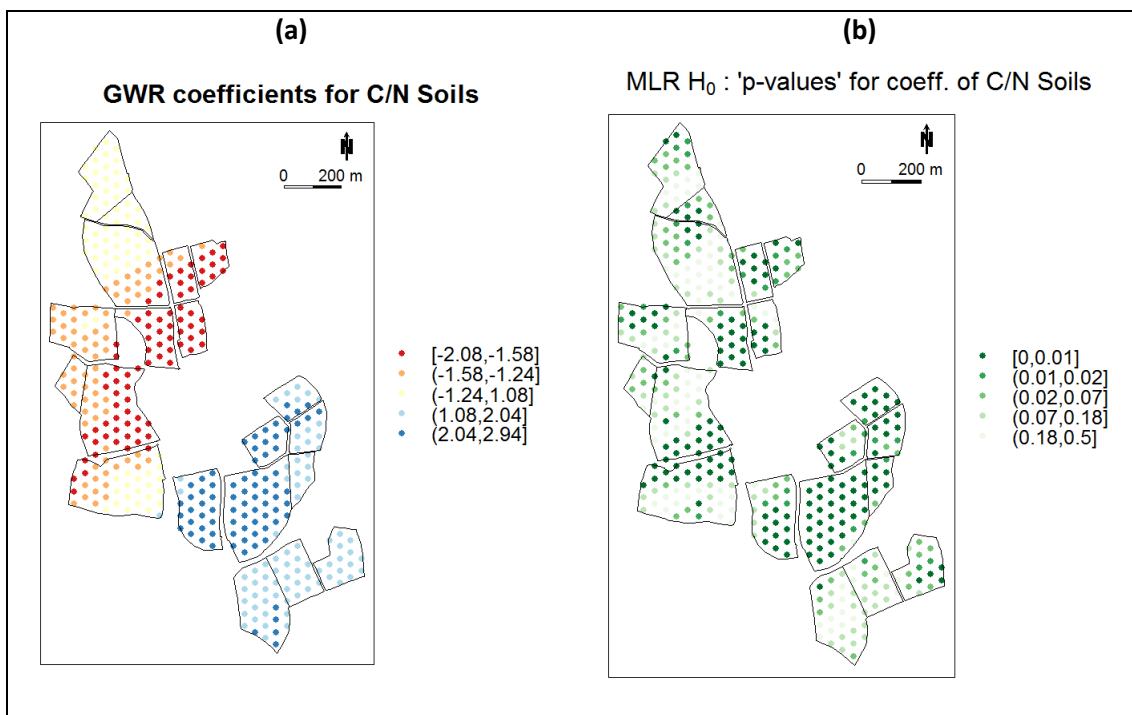 (a)
(b)
GWR coefficients for C/N Soils
MLR H₀ : 'p-values' for coeff. of C/N Soils
N
0 200 m
N
0 200 m
[-2.08,-1.58]
(-1.58,-1.24]
(-1.24,1.08]
(1.08,2.04]
(2.04,2.94]
[0,0.01]
(0.01,0.02]
(0.02,0.07]
(0.07,0.18]
(0.18,0.5]